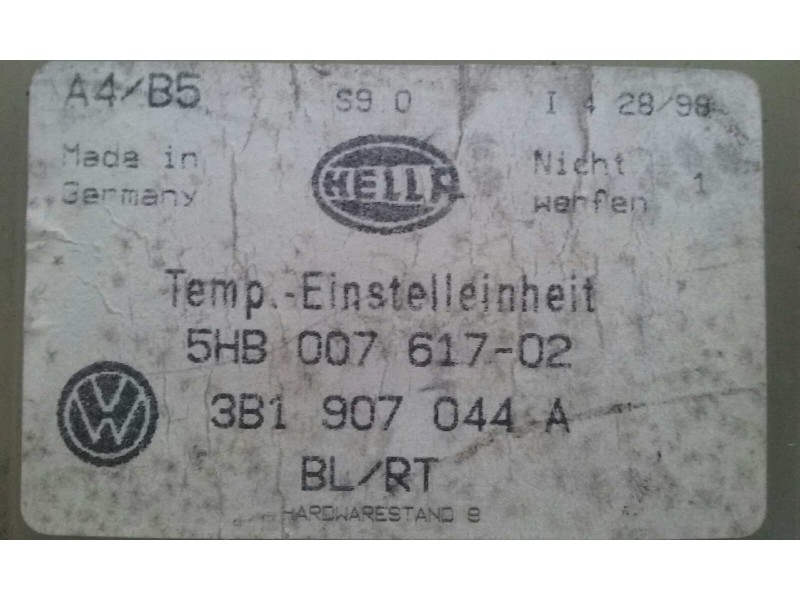 A4/B5 S9 0 I 4 28/98
Made in Germany
HELLA
Nicht werfen 1
Temp.-Einstelleinheit
5HB 007 617-02
3B1 907 044 A
BL/RT
HARDWARESTAND 9